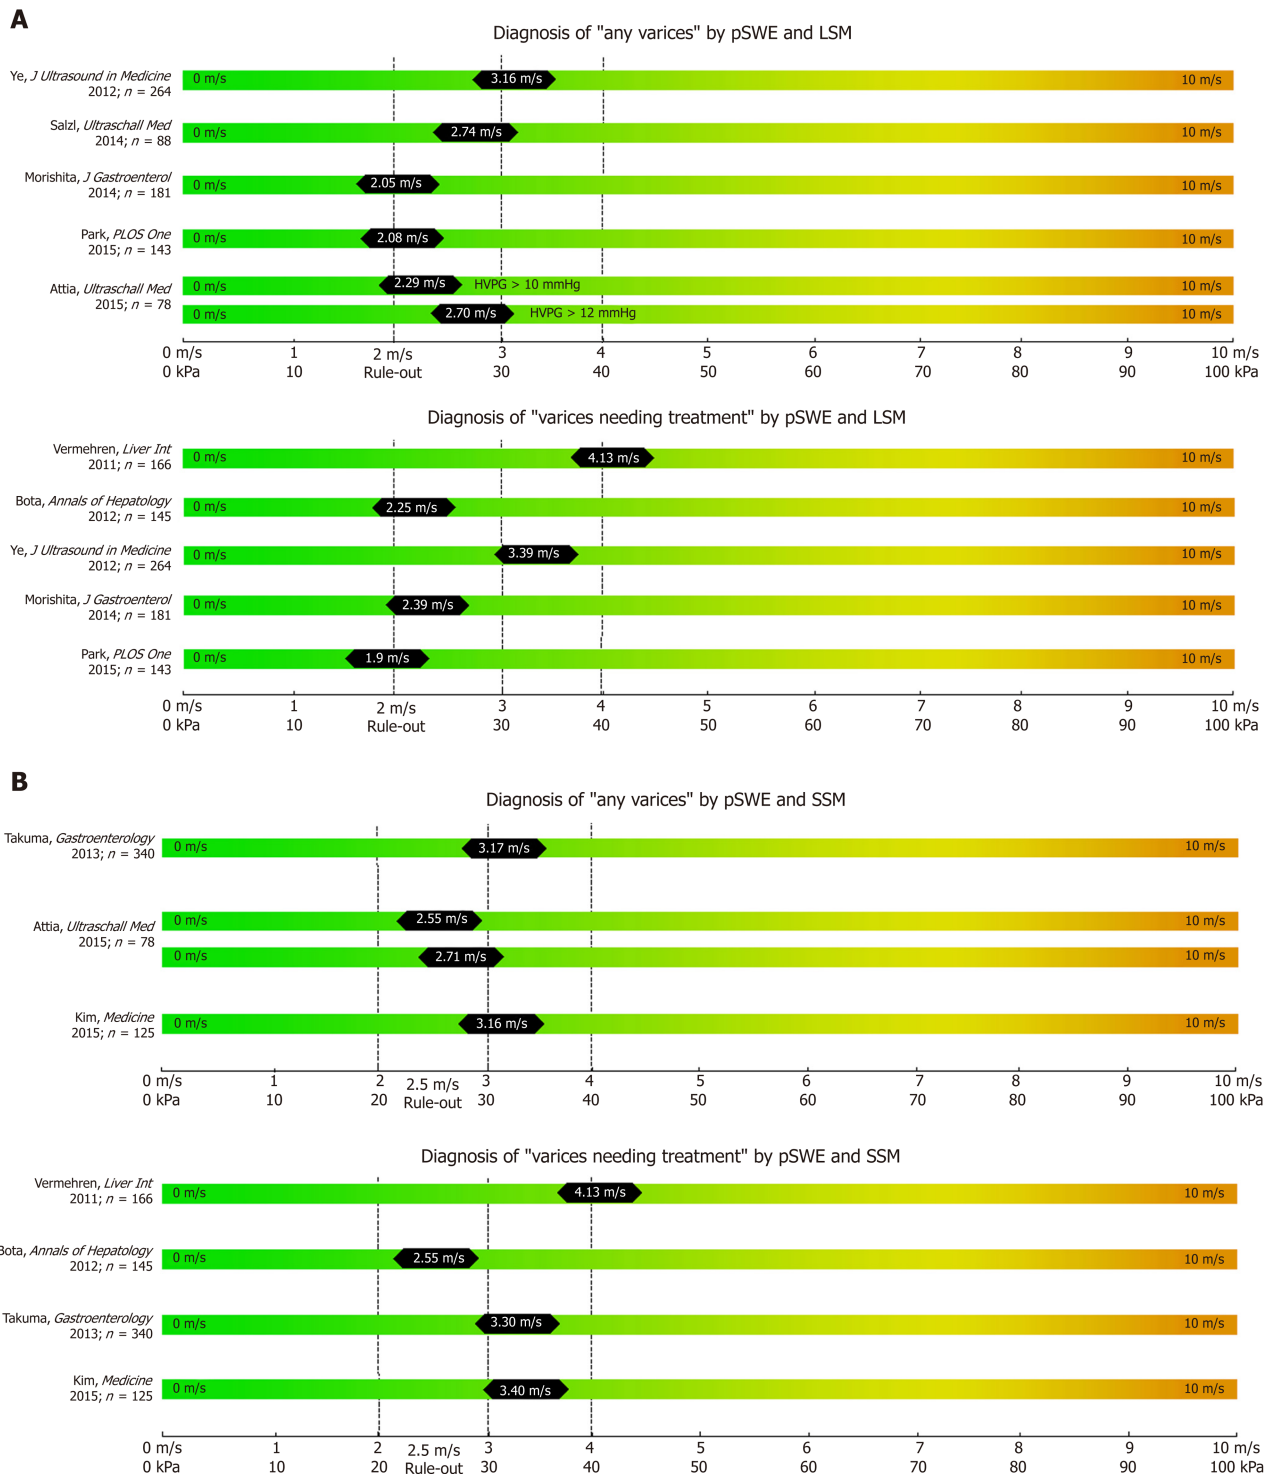 A
Diagnosis of "any varices" by pSWE and LSM
Ye, J Ultrasound in Medicine
2012; n = 264
0 m/s 3.16 m/s 10 m/s
Salzl, Ultraschall Med
2014; n = 88
0 m/s 2.74 m/s 10 m/s
Morishita, J Gastroenterol
2014; n = 181
0 m/s 2.05 m/s 10 m/s
Park, PLOS One
2015; n = 143
0 m/s 2.08 m/s 10 m/s
Attia, Ultraschall Med
2015; n = 78
0 m/s 2.29 m/s HVPG > 10 mmHg 10 m/s
0 m/s 2.70 m/s HVPG > 12 mmHg 10 m/s
0 m/s 1 2 m/s 3 4 5 6 7 8 9 10 m/s
0 kPa 10 Rule-out 30 40 50 60 70 80 90 100 kPa
Diagnosis of "varices needing treatment" by pSWE and LSM
Vermehren, Liver Int
2011; n = 166
0 m/s 4.13 m/s 10 m/s
Bota, Annals of Hepatology
2012; n = 145
0 m/s 2.25 m/s 10 m/s
Ye, J Ultrasound in Medicine
2012; n = 264
0 m/s 3.39 m/s 10 m/s
Morishita, J Gastroenterol
2014; n = 181
0 m/s 2.39 m/s 10 m/s
Park, PLOS One
2015; n = 143
0 m/s 1.9 m/s 10 m/s
0 m/s 1 2 m/s 3 4 5 6 7 8 9 10 m/s
0 kPa 10 Rule-out 30 40 50 60 70 80 90 100 kPa
B
Diagnosis of "any varices" by pSWE and SSM
Takuma, Gastroenterology
2013; n = 340
0 m/s 3.17 m/s 10 m/s
Attia, Ultraschall Med
2015; n = 78
0 m/s 2.55 m/s 10 m/s
0 m/s 2.71 m/s 10 m/s
Kim, Medicine
2015; n = 125
0 m/s 3.16 m/s 10 m/s
0 m/s 1 2 2.5 m/s 3 4 5 6 7 8 9 10 m/s
0 kPa 10 20 Rule-out 30 40 50 60 70 80 90 100 kPa
Diagnosis of "varices needing treatment" by pSWE and SSM
Vermehren, Liver Int
2011; n = 166
0 m/s 4.13 m/s 10 m/s
Bota, Annals of Hepatology
2012; n = 145
0 m/s 2.55 m/s 10 m/s
Takuma, Gastroenterology
2013; n = 340
0 m/s 3.30 m/s 10 m/s
Kim, Medicine
2015; n = 125
0 m/s 3.40 m/s 10 m/s
0 m/s 1 2 2.5 m/s 3 4 5 6 7 8 9 10 m/s
0 kPa 10 20 Rule-out 30 40 50 60 70 80 90 100 kPa